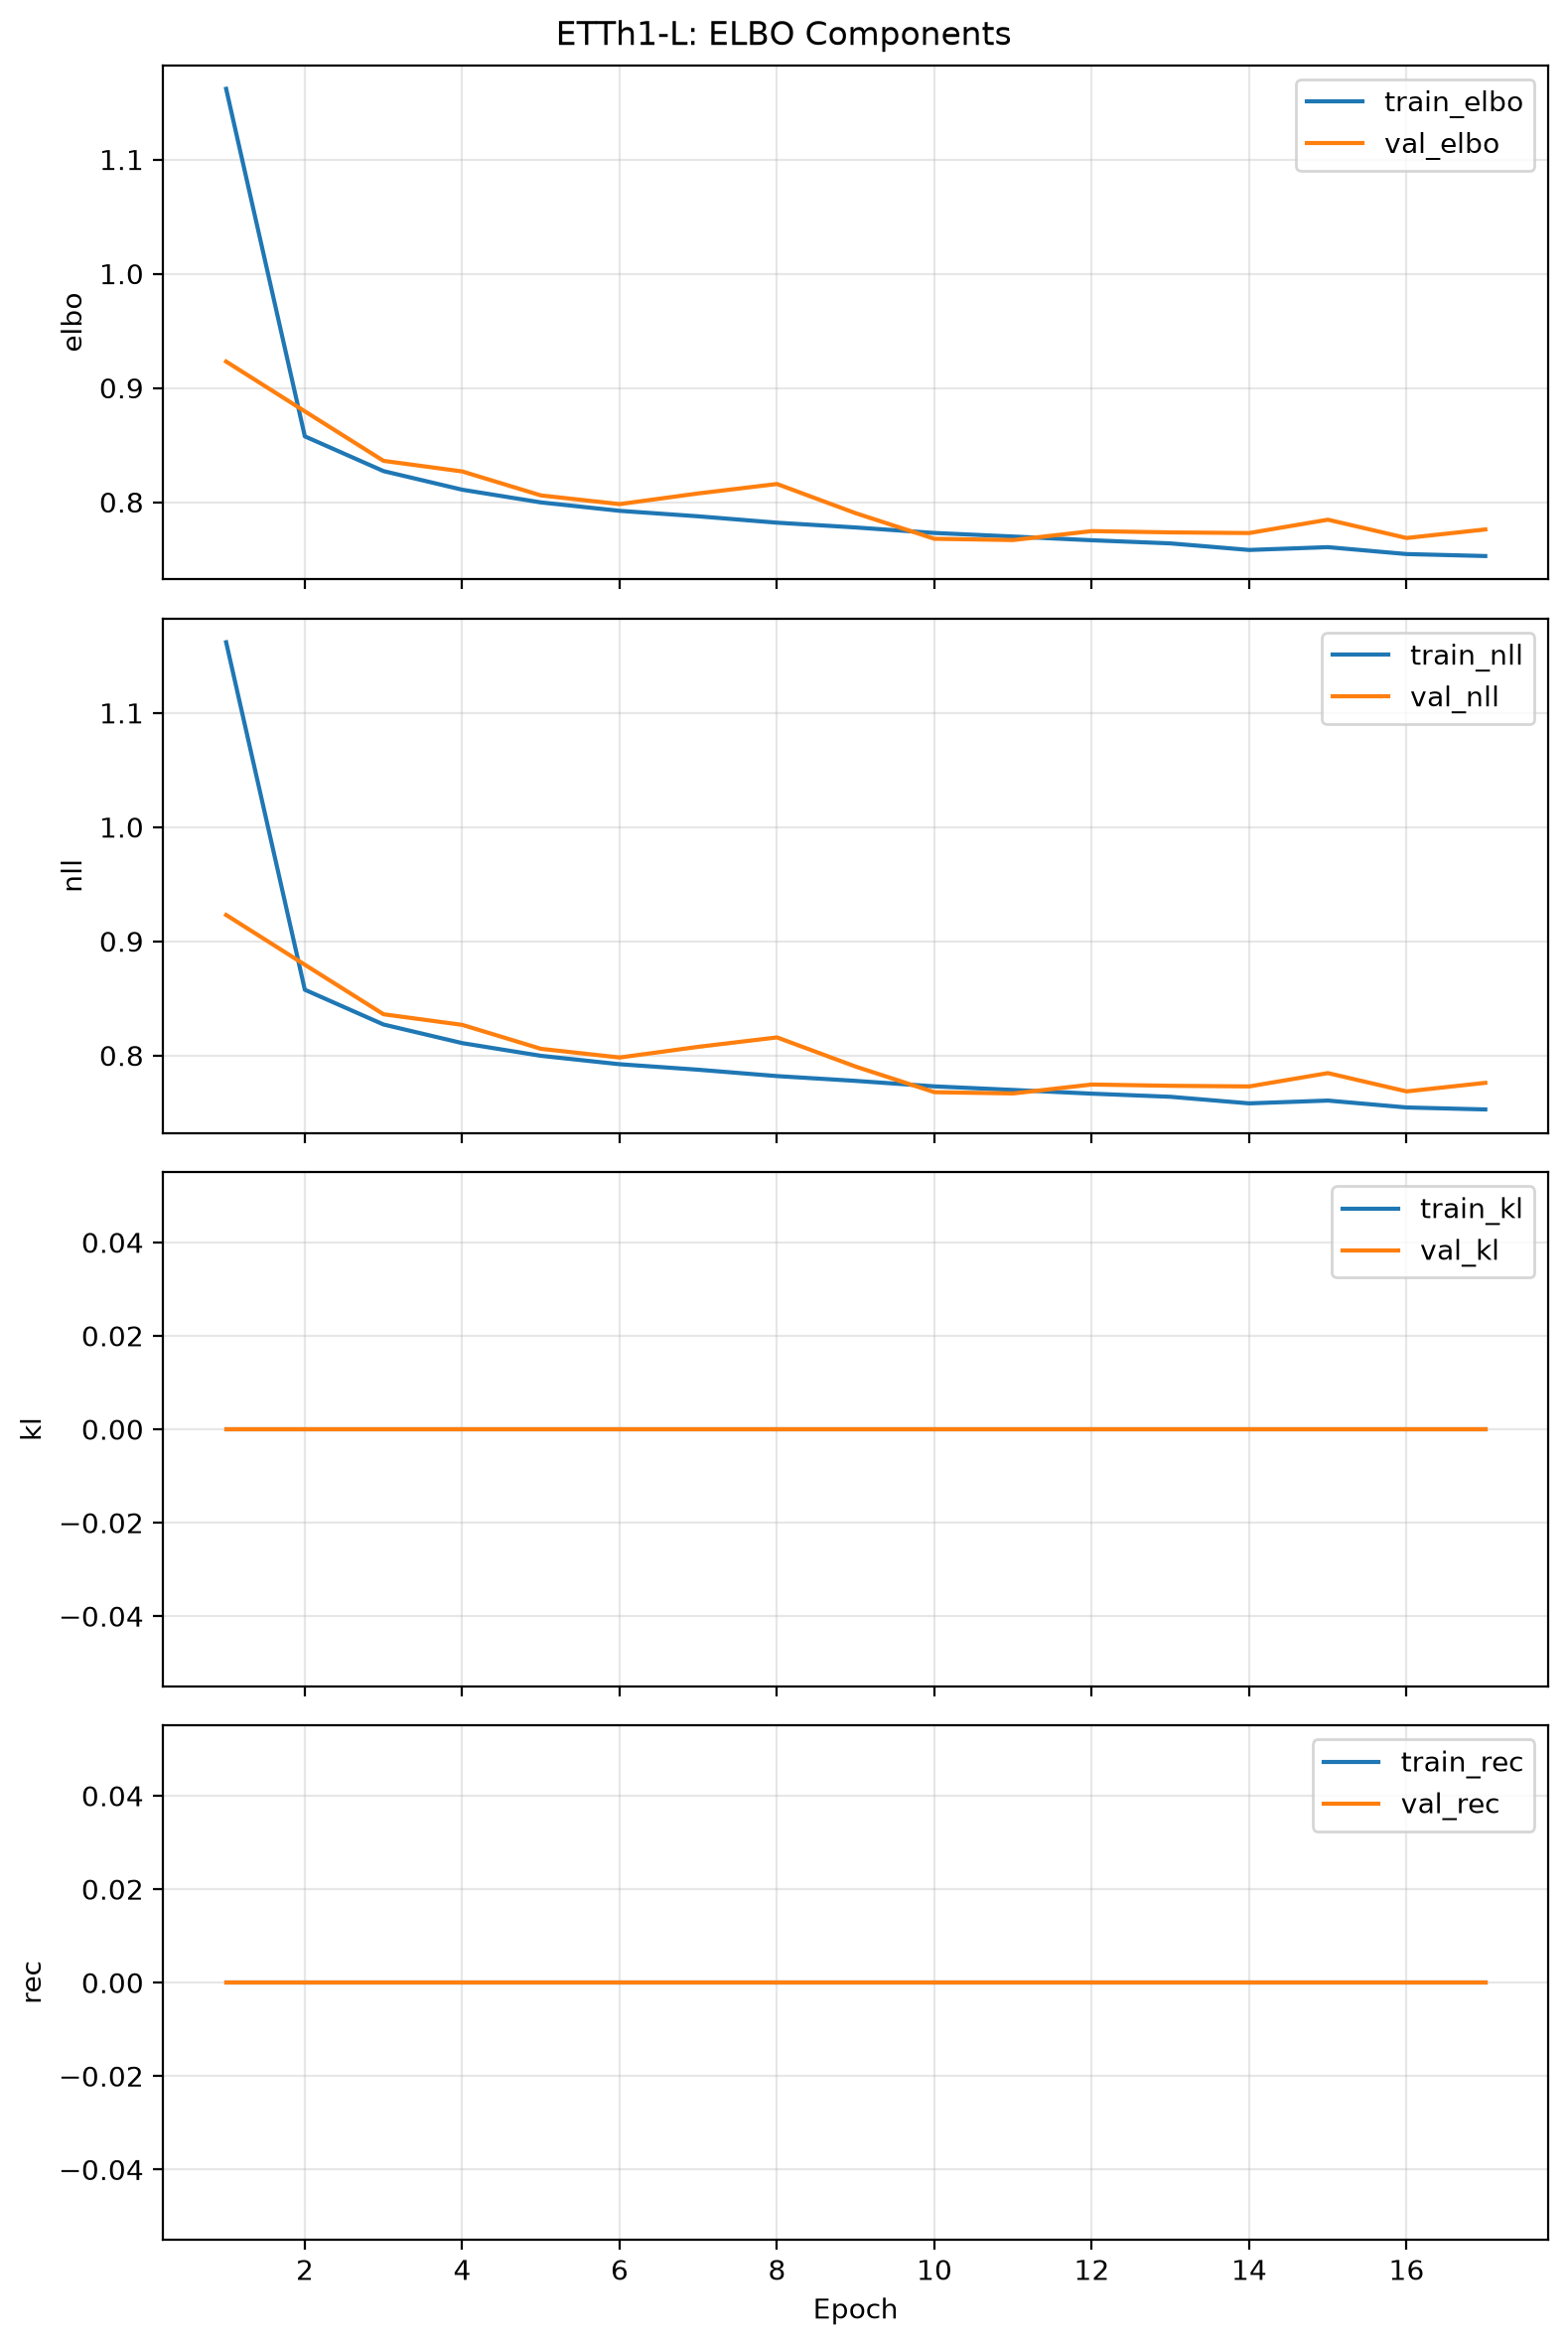 ETTh1-L: ELBO Components
train_elbo
val_elbo
1.1
1.0
0.9
0.8
elbo
train_nll
val_nll
1.1
1.0
0.9
0.8
nll
train_kl
val_kl
0.04
0.02
0.00
−0.02
−0.04
kl
train_rec
val_rec
0.04
0.02
0.00
−0.02
−0.04
rec
2 4 6 8 10 12 14 16
Epoch